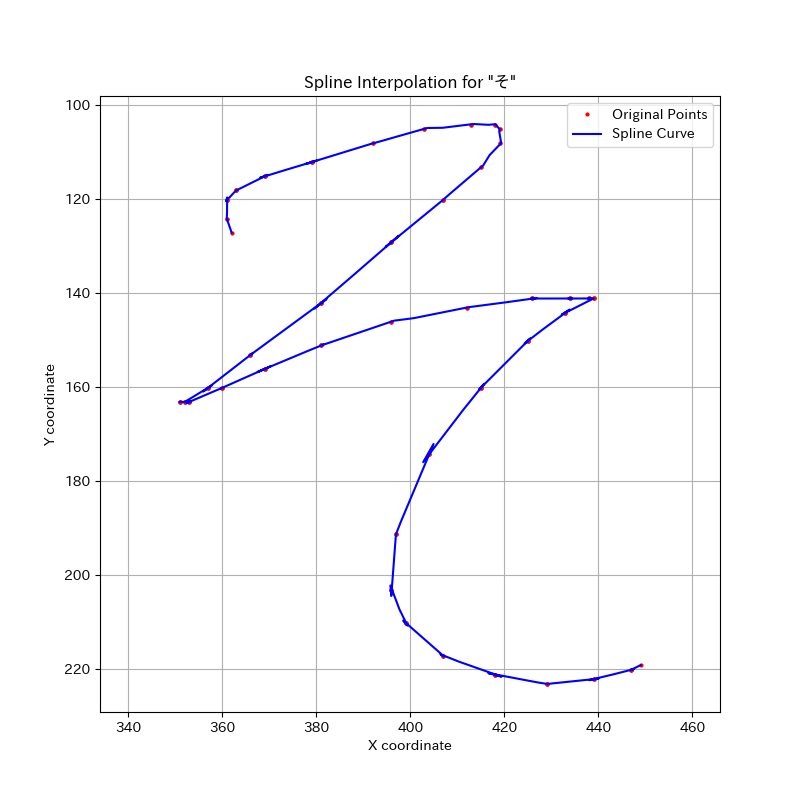 Spline Interpolation for "そ"
Original Points
Spline Curve
100
120
140
160
180
200
220
Y coordinate
340
360
380
400
420
440
460
X coordinate
そ